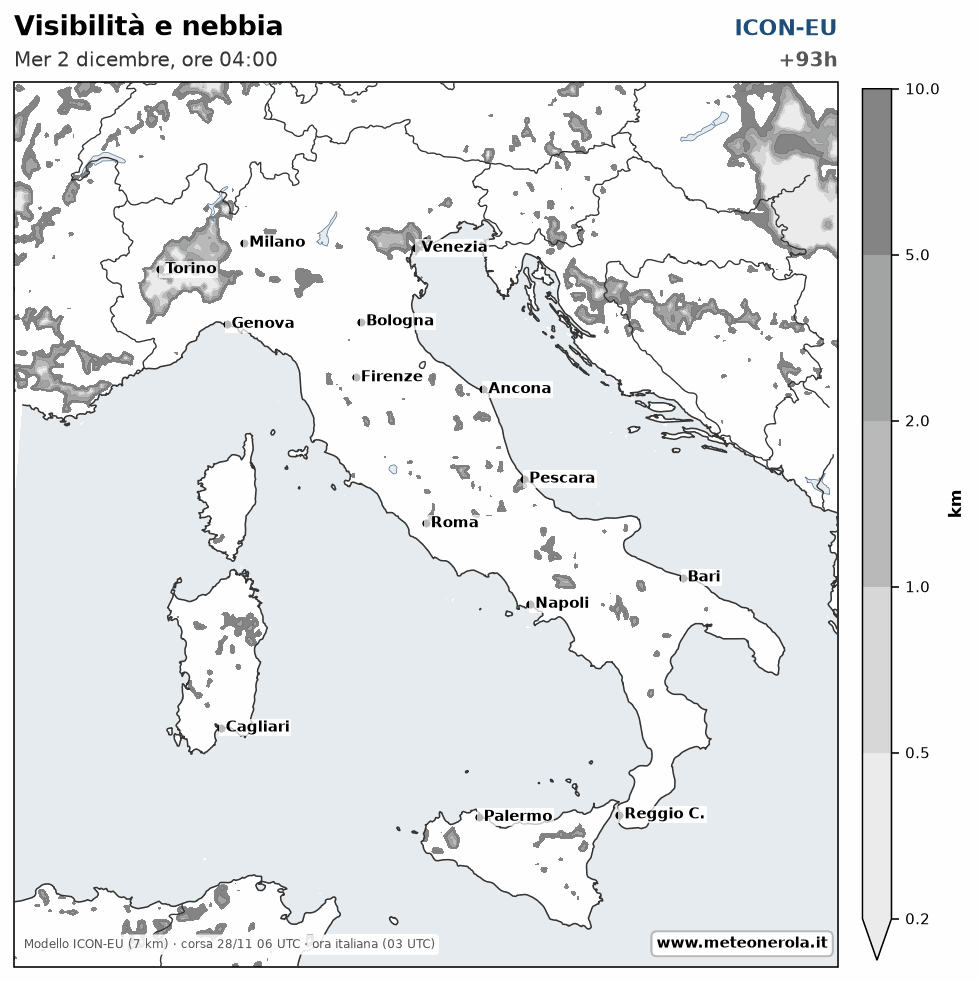 Visibilità e nebbia
ICON-EU
Mer 2 dicembre, ore 04:00
+93h
10.0
5.0
2.0
1.0
0.5
0.2
km
Milano
Venezia
Torino
Genova
Bologna
Firenze
Ancona
Pescara
Roma
Bari
Napoli
Cagliari
Palermo
Reggio C.
Modello ICON-EU (7 km) · corsa 28/11 06 UTC · ora italiana (03 UTC)
www.meteonerola.it